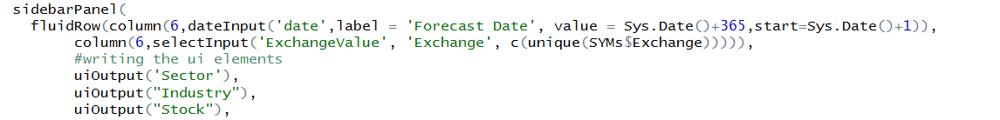 sidebarPanel(
fluidRow(column(6,dateInput('date',label = 'Forecast Date', value = Sys.Date()+365,start=Sys.Date()+1)),
column(6,selectInput('ExchangeValue', 'Exchange', c(unique(SYMs$Exchange))))),
#writing the ui elements
uiOutput('Sector'),
uiOutput("Industry"),
uiOutput("Stock"),